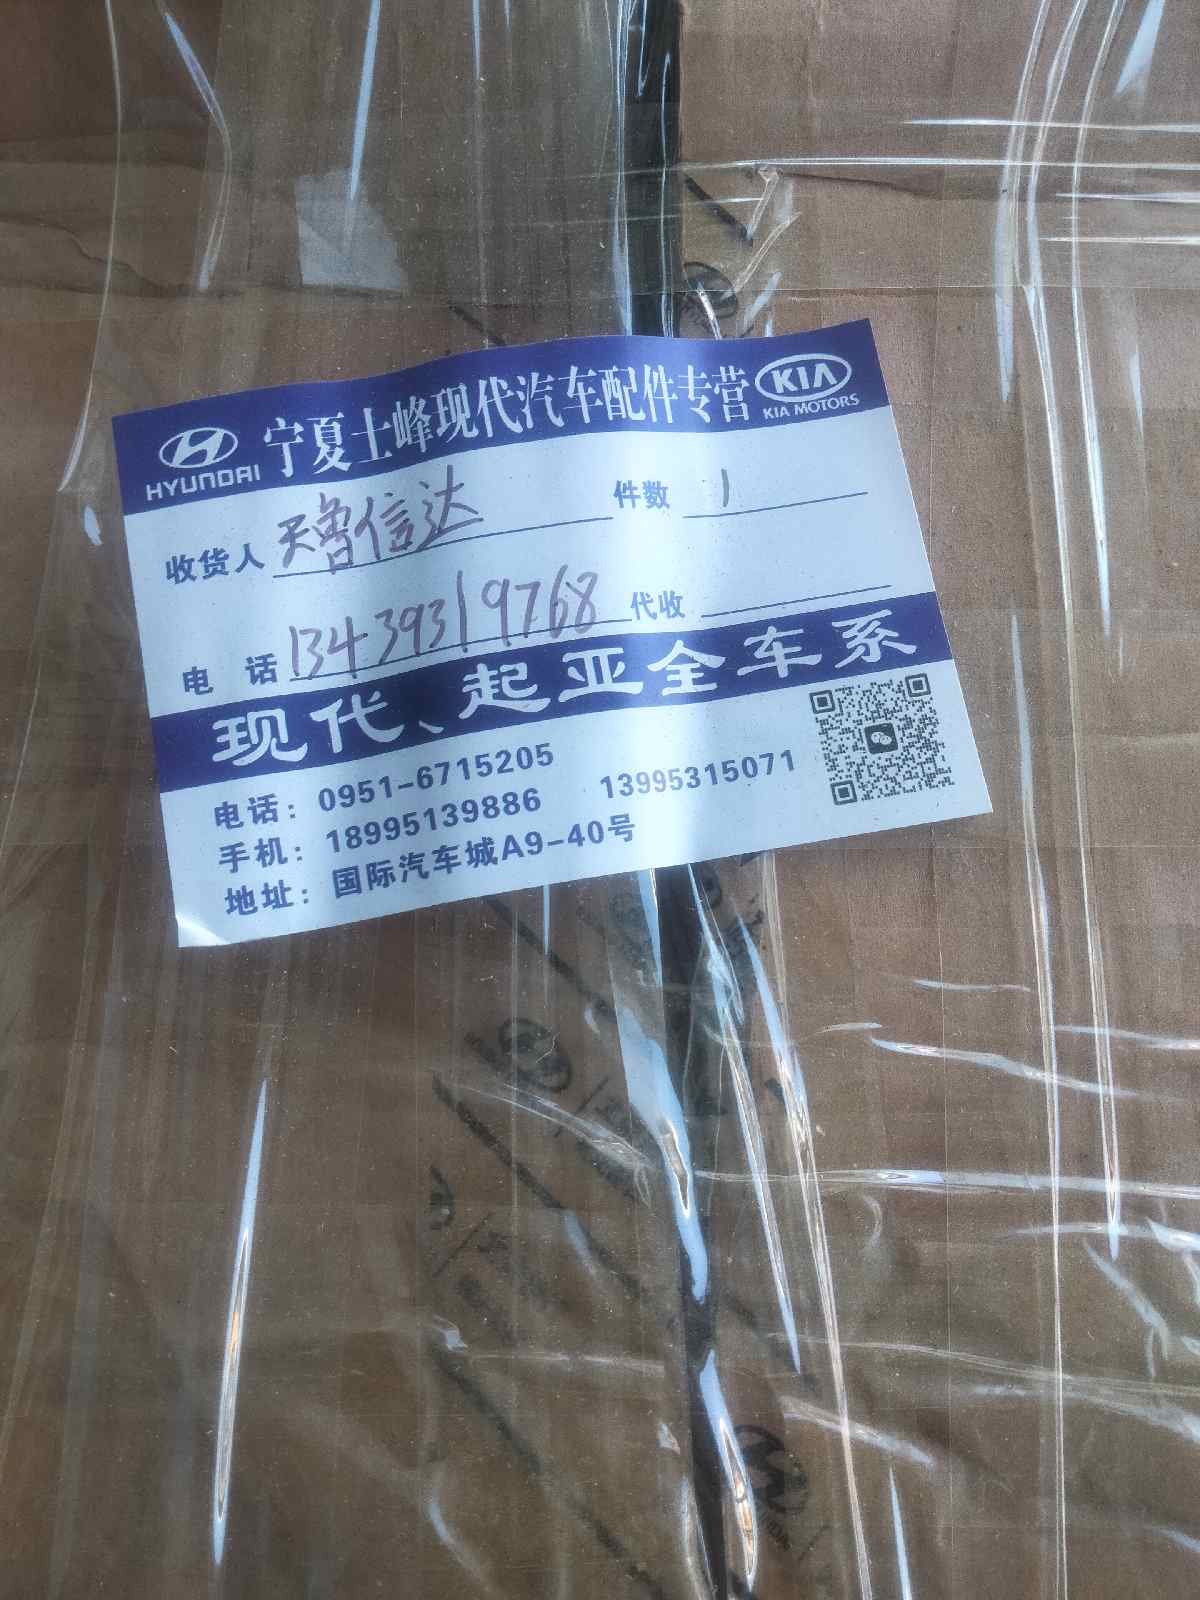 HYUNDAI 宁夏士峰现代汽车配件专营 KIA
KIA MOTORS
收货人 天鲁信达 件数 1
电 话 13439319768 代收
现代、起亚全车系
电话：0951-6715205
手机：18995139886 13995315071
地址：国际汽车城A9-40号